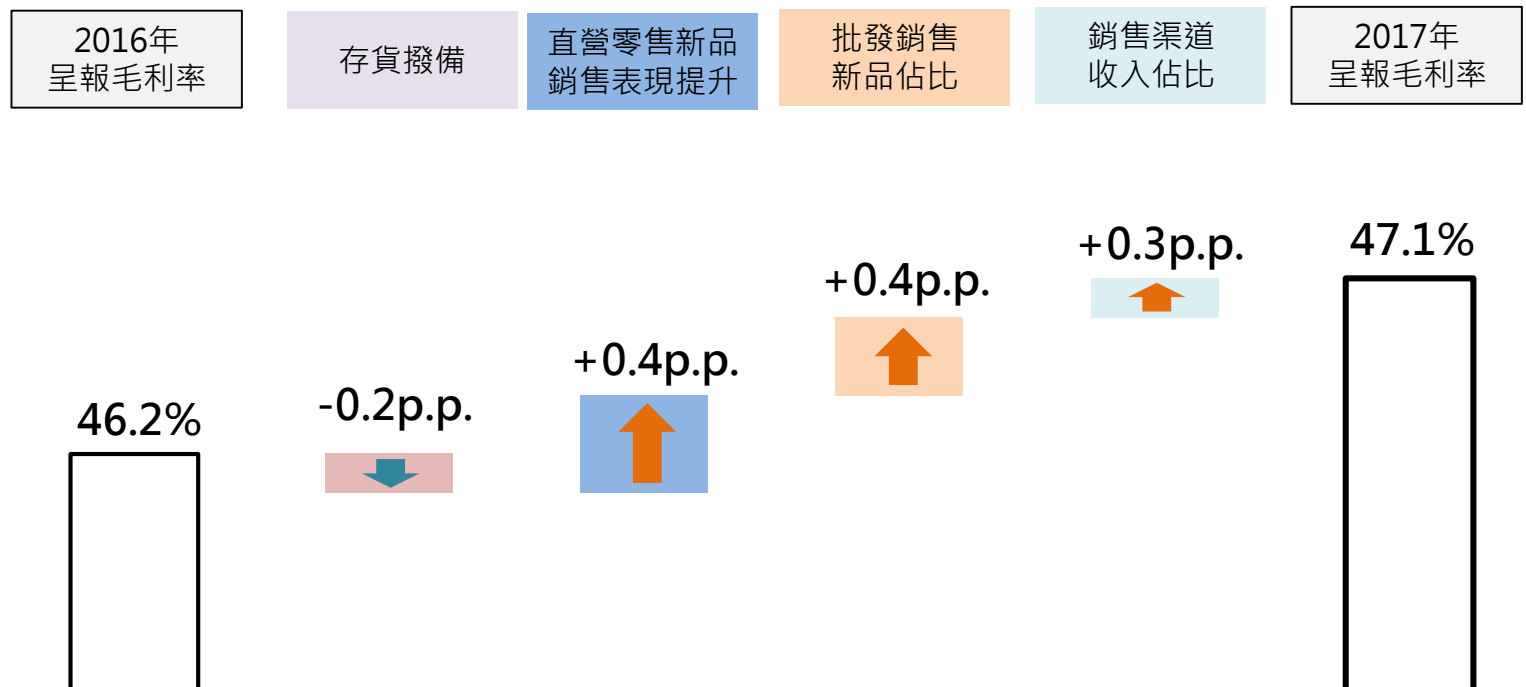 2016年
呈報毛利率
存貨撥備
直營零售新品
銷售表現提升
批發銷售
新品佔比
銷售渠道
收入佔比
2017年
呈報毛利率
46.2%
-0.2p.p.
+0.4p.p.
+0.4p.p.
+0.3p.p.
47.1%